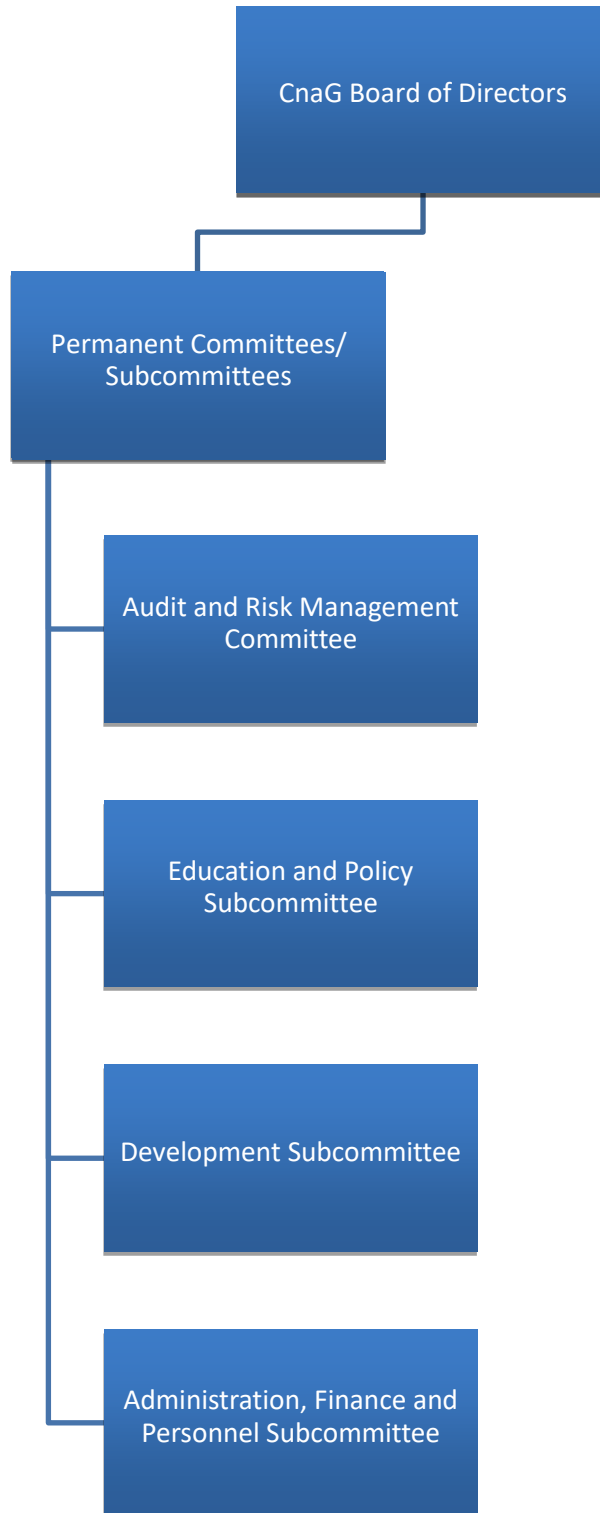 CnaG Board of Directors
Permanent Committees/
Subcommittees
Audit and Risk Management
Committee
Education and Policy
Subcommittee
Development Subcommittee
Administration, Finance and
Personnel Subcommittee